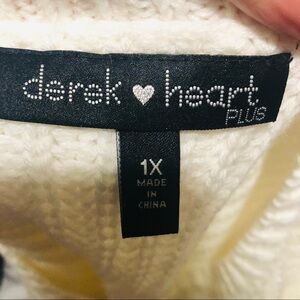 derek ♥ heart
PLUS
1X
MADE
IN
CHINA